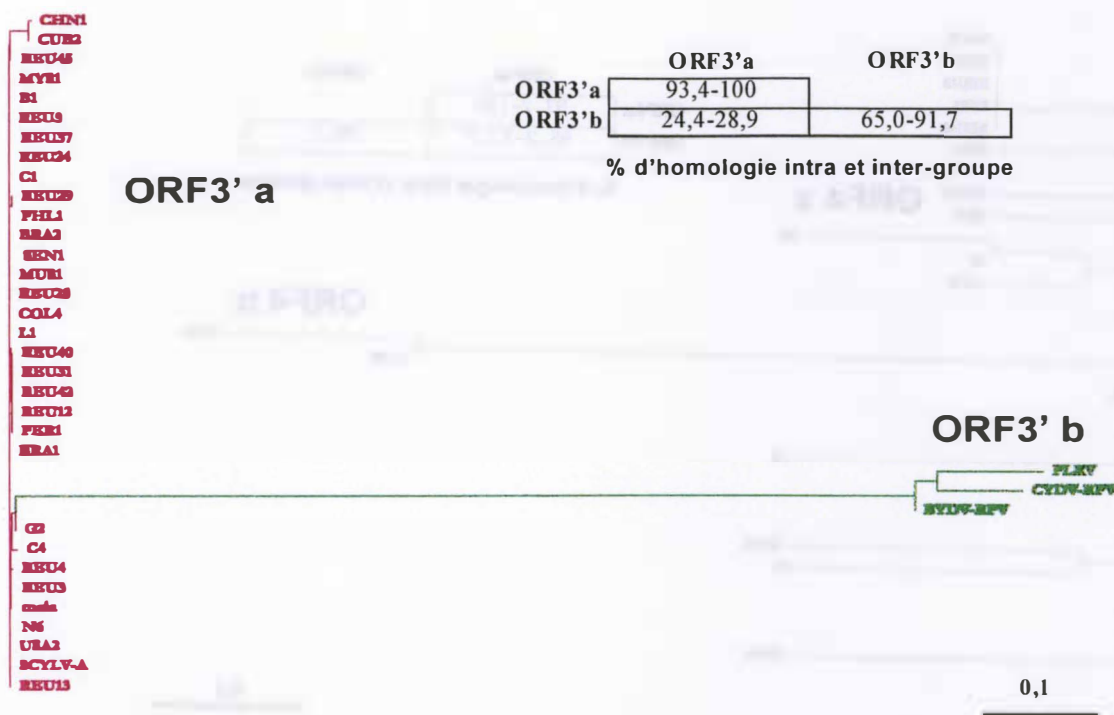 CHN1
CUB2
REU45
MYR1
B1
REU9
REU37
REU24
C1
REU29
PHL1
BRA2
SEN1
MUR1
REU28
COL4
L1
REU40
REU31
REU42
REU12
PER1
BRA1
G2
C4
REU4
REU3
N6
USA2
SCYLV-A
REU13
ORF3' a
ORF3'a ORF3'b
ORF3'a 93,4-100
ORF3'b 24,4-28,9 65,0-91,7
% d'homologie intra et inter-groupe
ORF3' b
PLRV
CYDV-RPV
BYDV-RPV
0,1